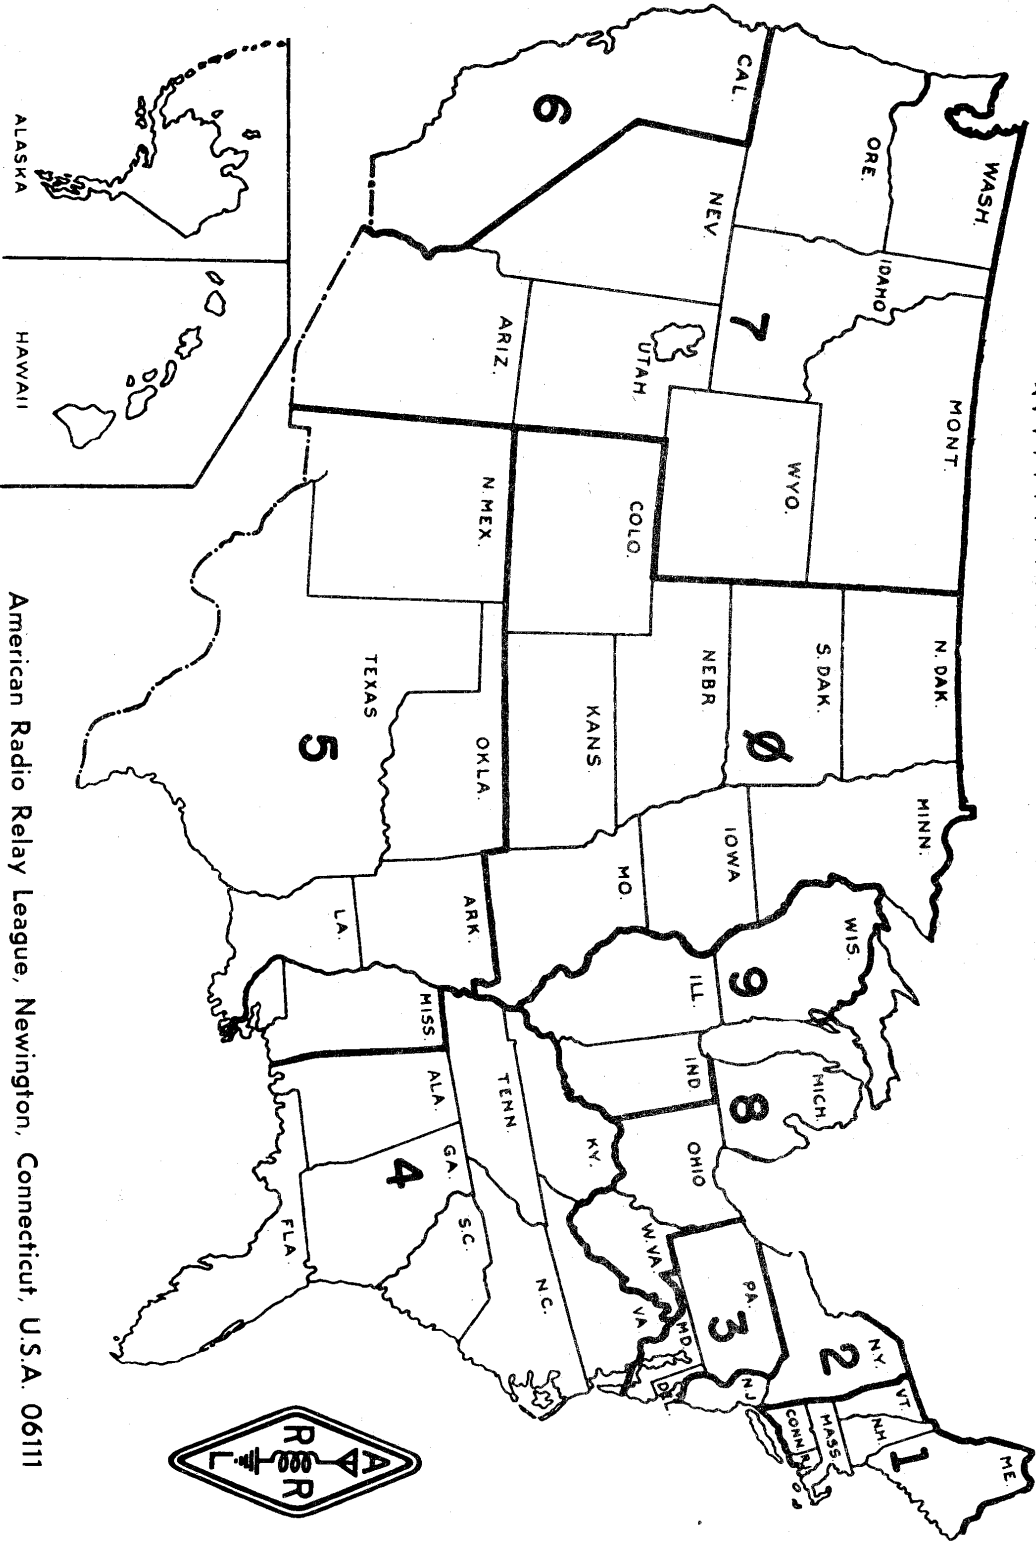 WASH.
MONT.
N. DAK.
MINN.
ME.
ORE.
IDAHO
S. DAK.
WIS.
MICH.
VT.
N.H.
1
N.Y.
2
MASS.
CONN.
R.I.
7
WYO.
Ø
9
8
CAL.
NEV.
NEBR
IOWA
ILL.
IND.
OHIO
PA.
3
N.J.
UTAH
COLO.
KANS.
MO.
W.VA.
MD.
DEL.
6
KY.
VA
ARIZ.
N. MEX.
OKLA.
ARK.
TENN.
N.C.
TEXAS
5
LA.
MISS.
ALA.
GA.
4
S.C.
FLA.
ALASKA
HAWAII
A
R R
L
American Radio Relay League, Newington, Connecticut, U.S.A. 06111